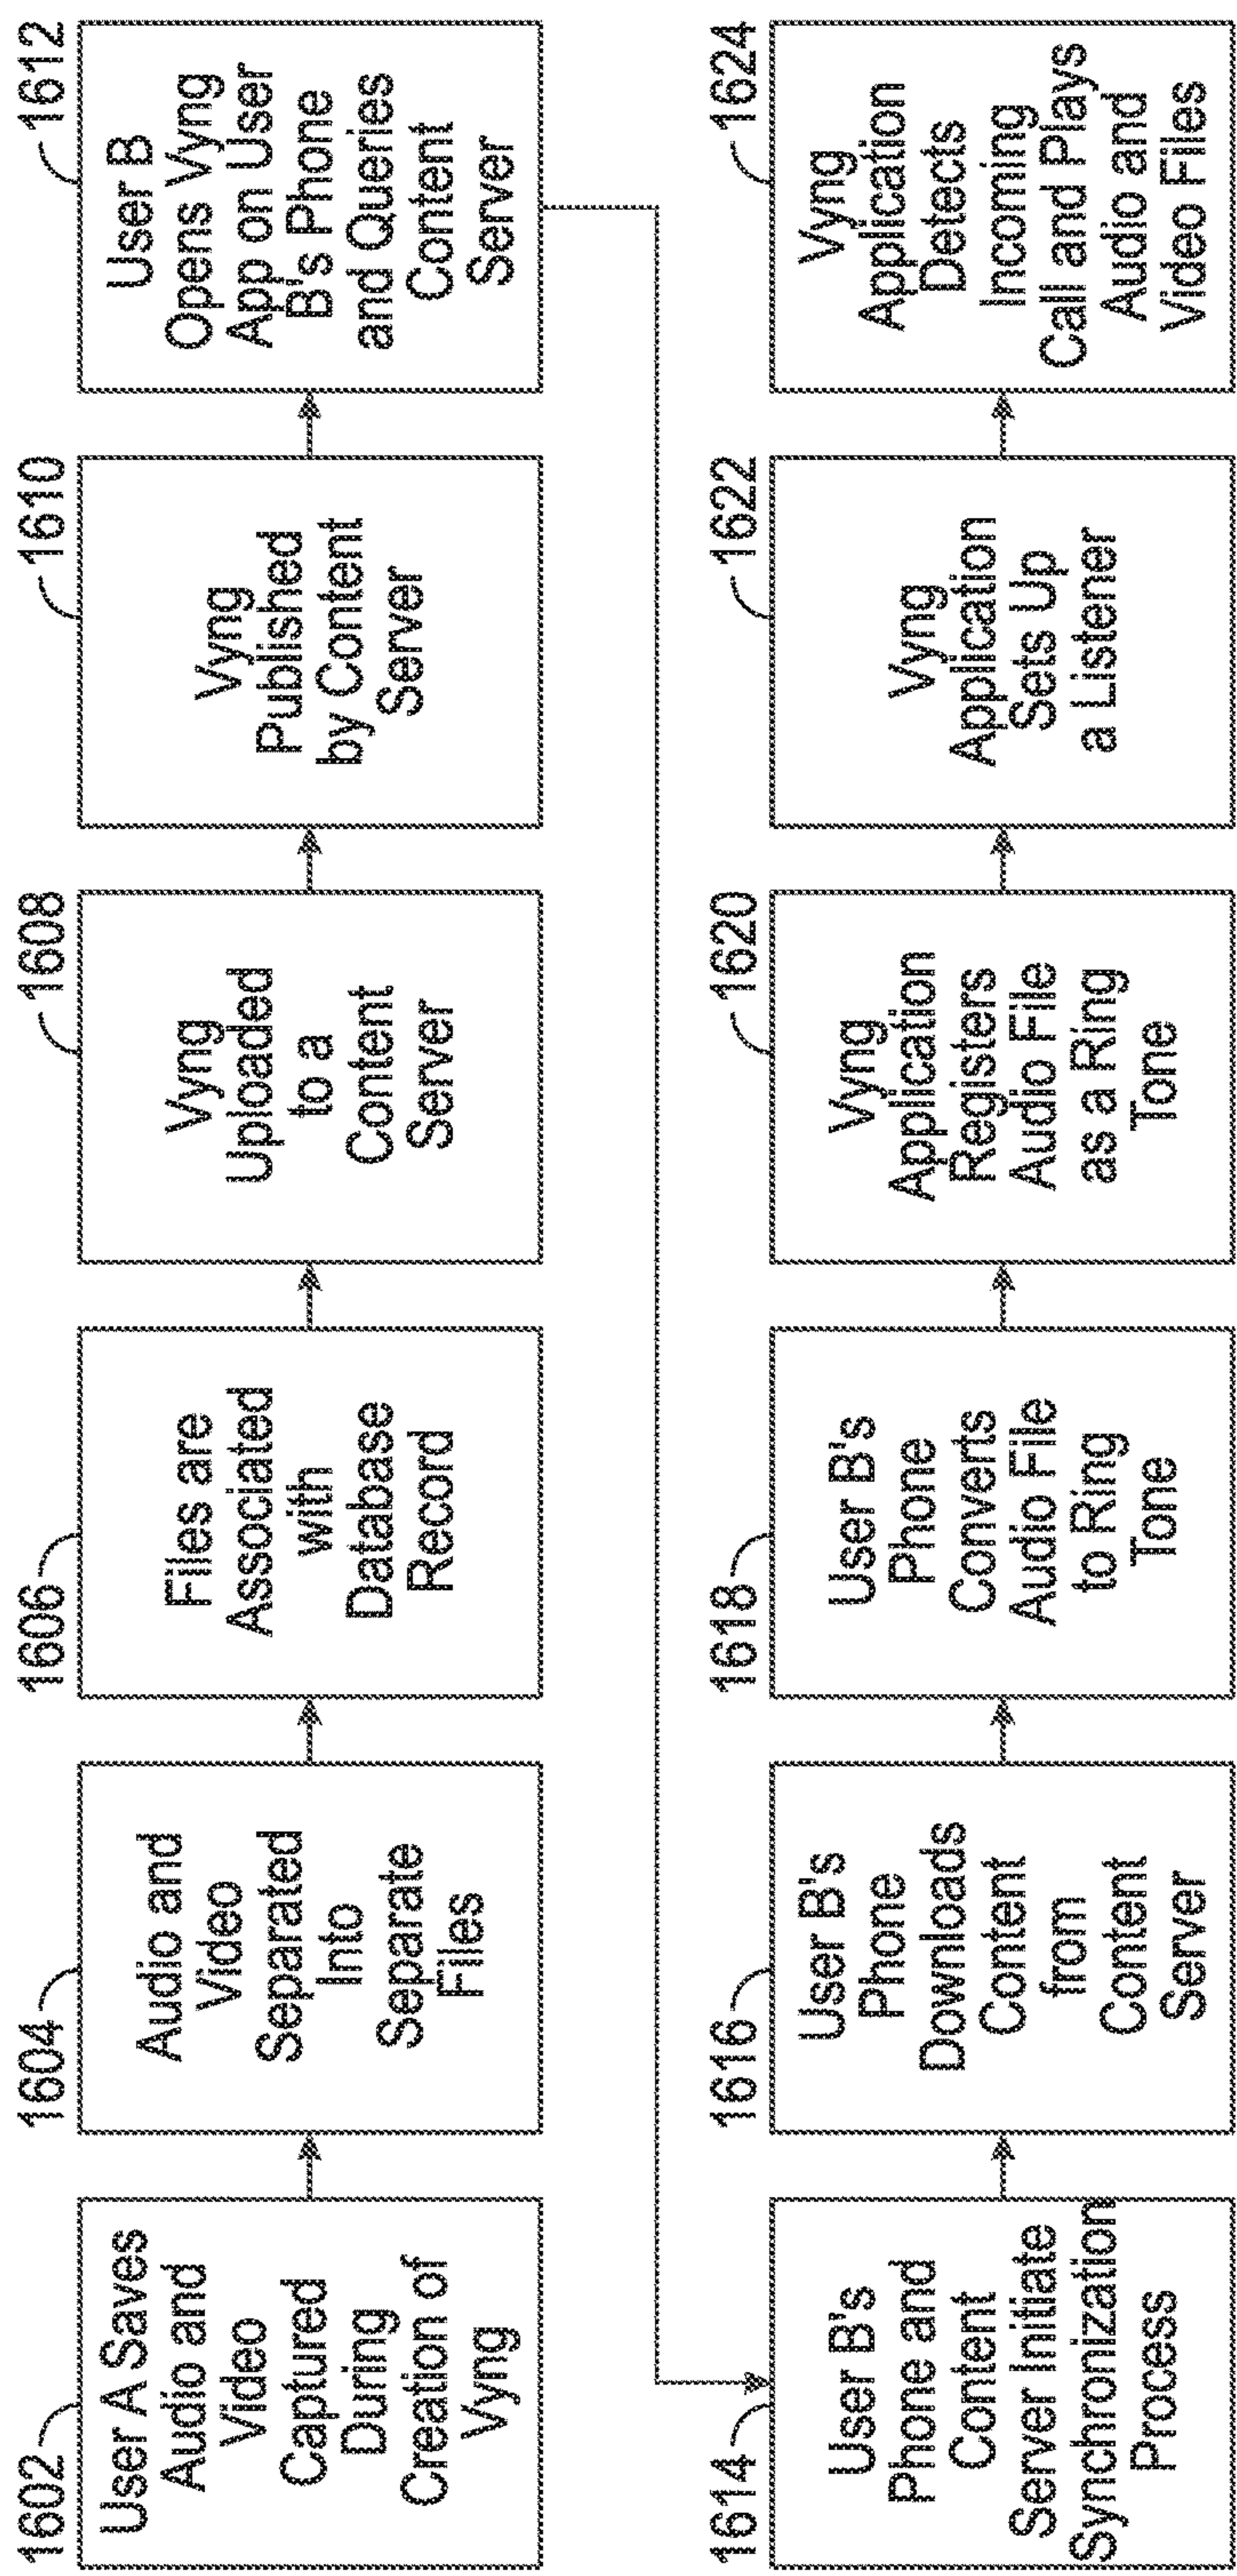 1602
User A Saves
Audio and
Video
Captured
During
Creation of
Vyng
1604
Audio and
Video
Separated
Into
Separate
Files
1606
Files are
Associated
with
Database
Record
1608
Vyng
Uploaded
to a
Content
Server
1610
Vyng
Published
by Content
Server
1612
User B
Opens Vyng
App on User
B's Phone
and Queries
Content
Server
1614
User B's
Phone and
Content
Server Initiate
Synchronization
Process
1616
User B's
Phone
Downloads
Content
from
Content
Server
1618
User B's
Phone
Converts
Audio File
to Ring
Tone
1620
Vyng
Application
Registers
Audio File
as a Ring
Tone
1622
Vyng
Application
Sets Up
a Listener
1624
Vyng
Application
Detects
Incoming
Call and Plays
Audio and
Video Files